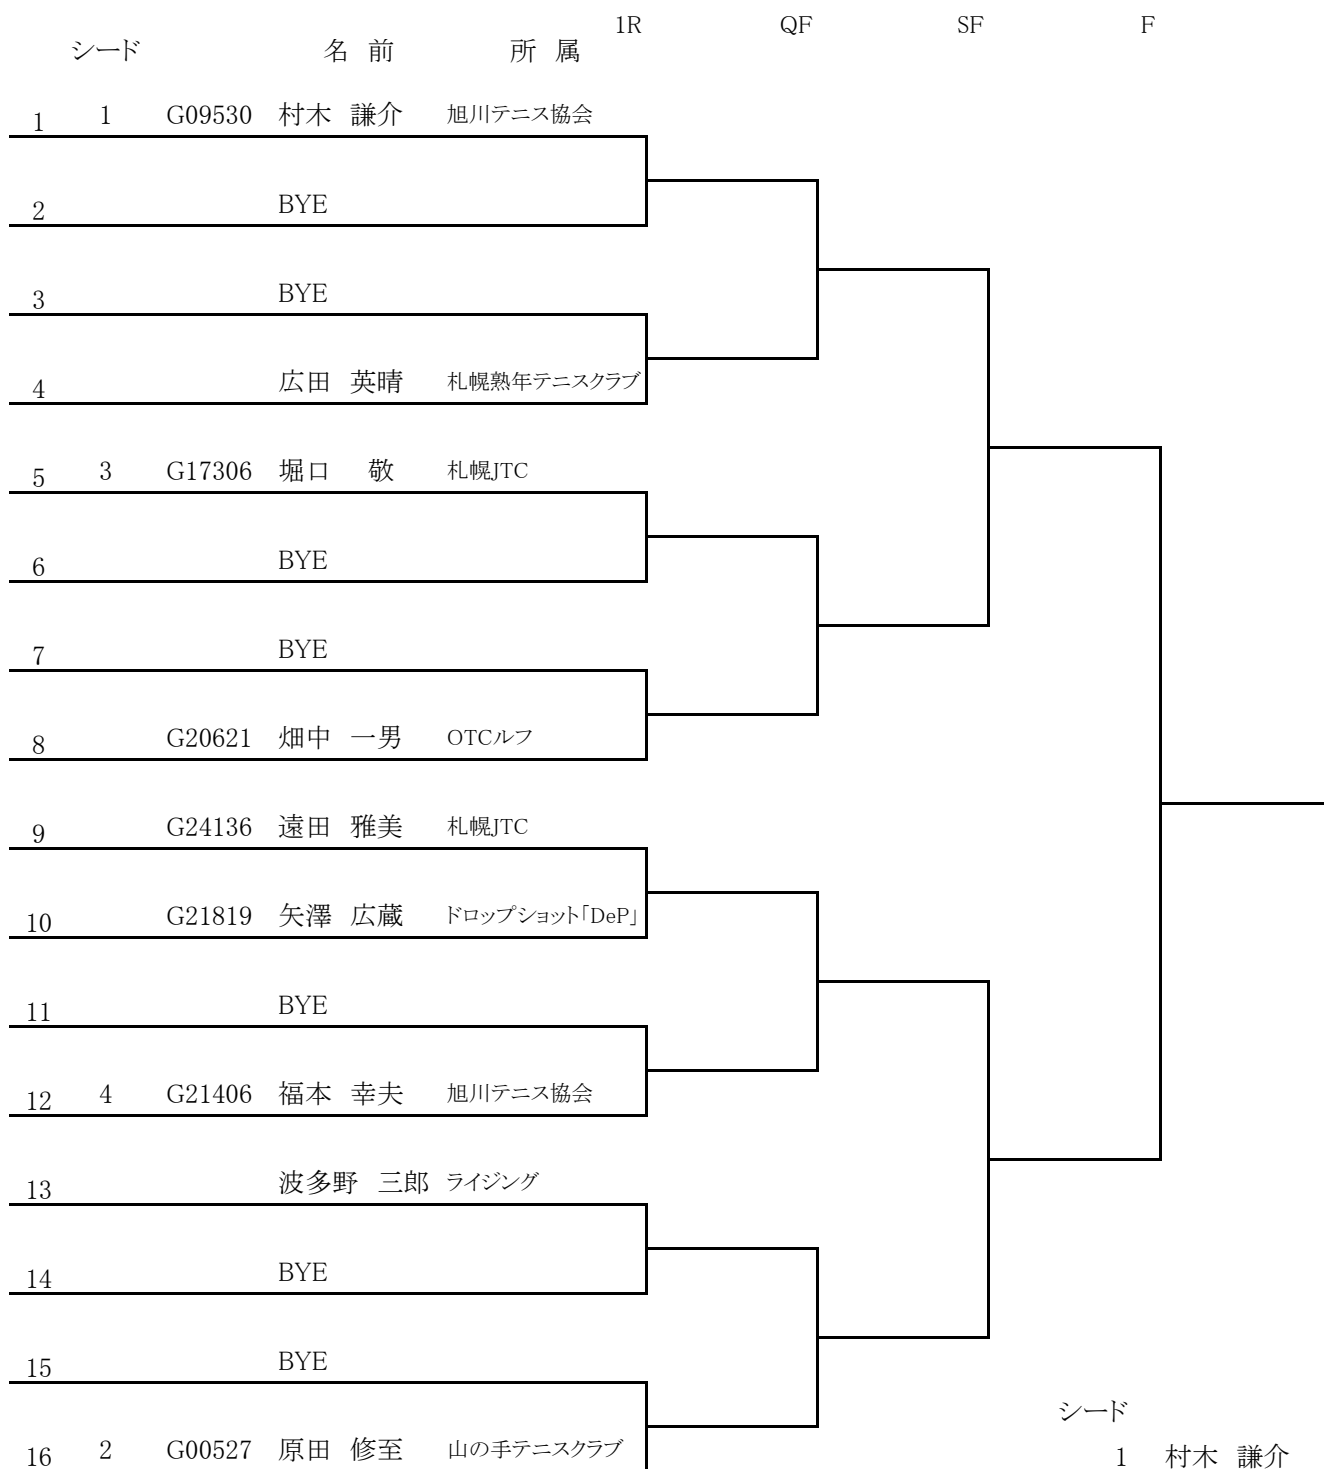 1R QF SF F
シード 名 前 所 属
1 1 G09530 村木 謙介 旭川テニス協会
2 BYE
3 BYE
4 広田 英晴 札幌熟年テニスクラブ
5 3 G17306 堀口 敬 札幌JTC
6 BYE
7 BYE
8 G20621 畑中 一男 OTCルフ
9 G24136 遠田 雅美 札幌JTC
10 G21819 矢澤 広蔵 ドロップショット「DeP」
11 BYE
12 4 G21406 福本 幸夫 旭川テニス協会
13 波多野 三郎 ライジング
14 BYE
15 BYE
16 2 G00527 原田 修至 山の手テニスクラブ
シード
1 村木 謙介